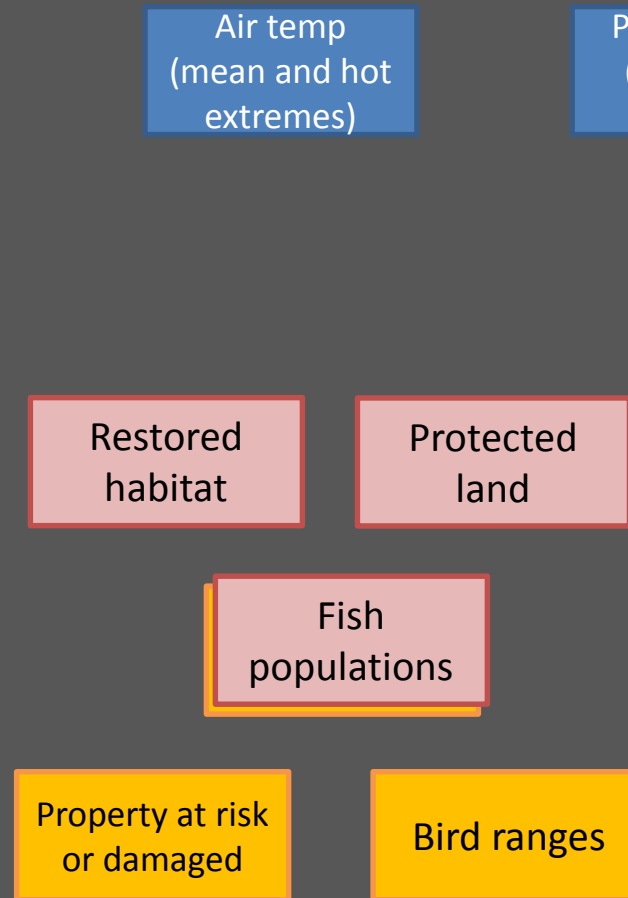 Air temp
(mean and hot
extremes)
P
(
Restored
habitat
Protected
land
Fish
populations
Property at risk
or damaged
Bird ranges